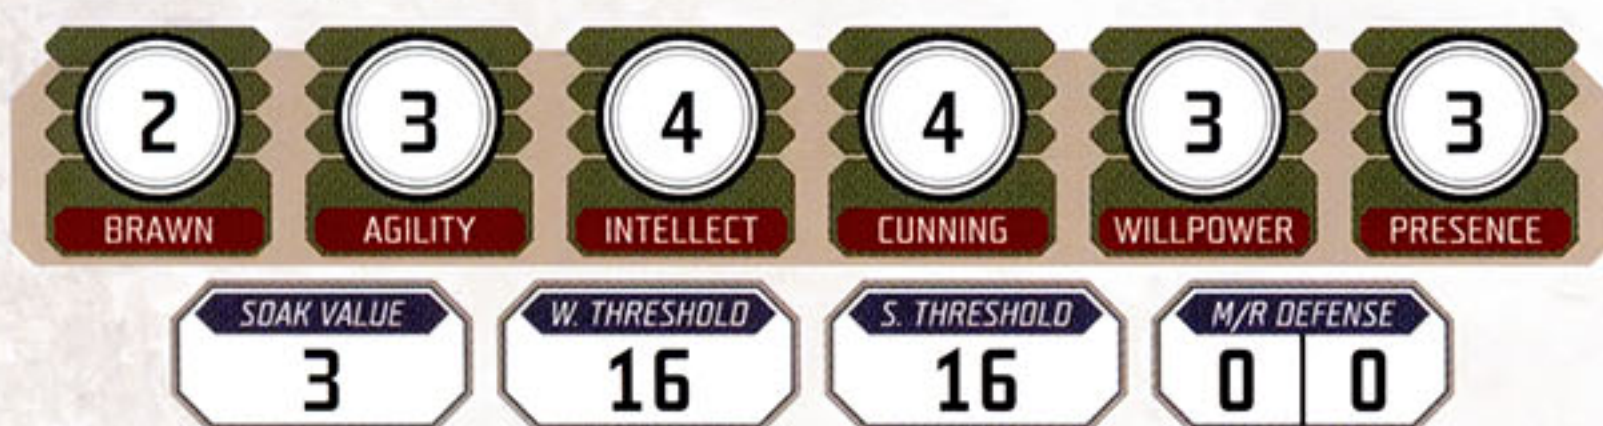 2 3 4 4 3 3
BRAWN AGILITY INTELLECT CUNNING WILLPOWER PRESENCE
SOAK VALUE W. THRESHOLD S. THRESHOLD M/R DEFENSE
3 16 16 0 0